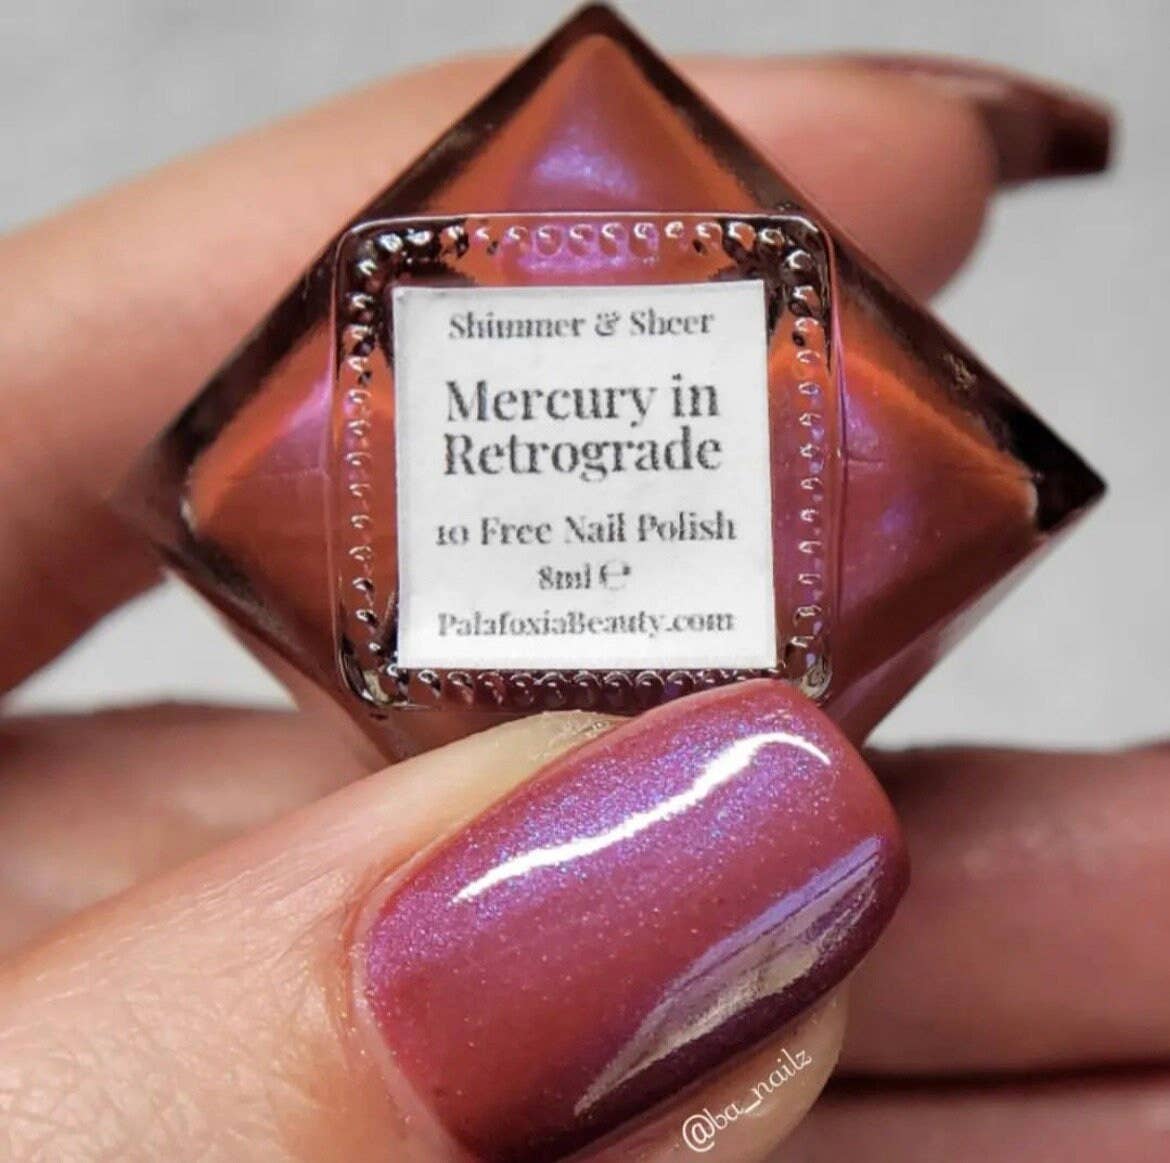 Shimmer & Sheer
Mercury in
Retrograde
10 Free Nail Polish
8ml ℮
PalafoxiaBeauty.com
@ba_nailz